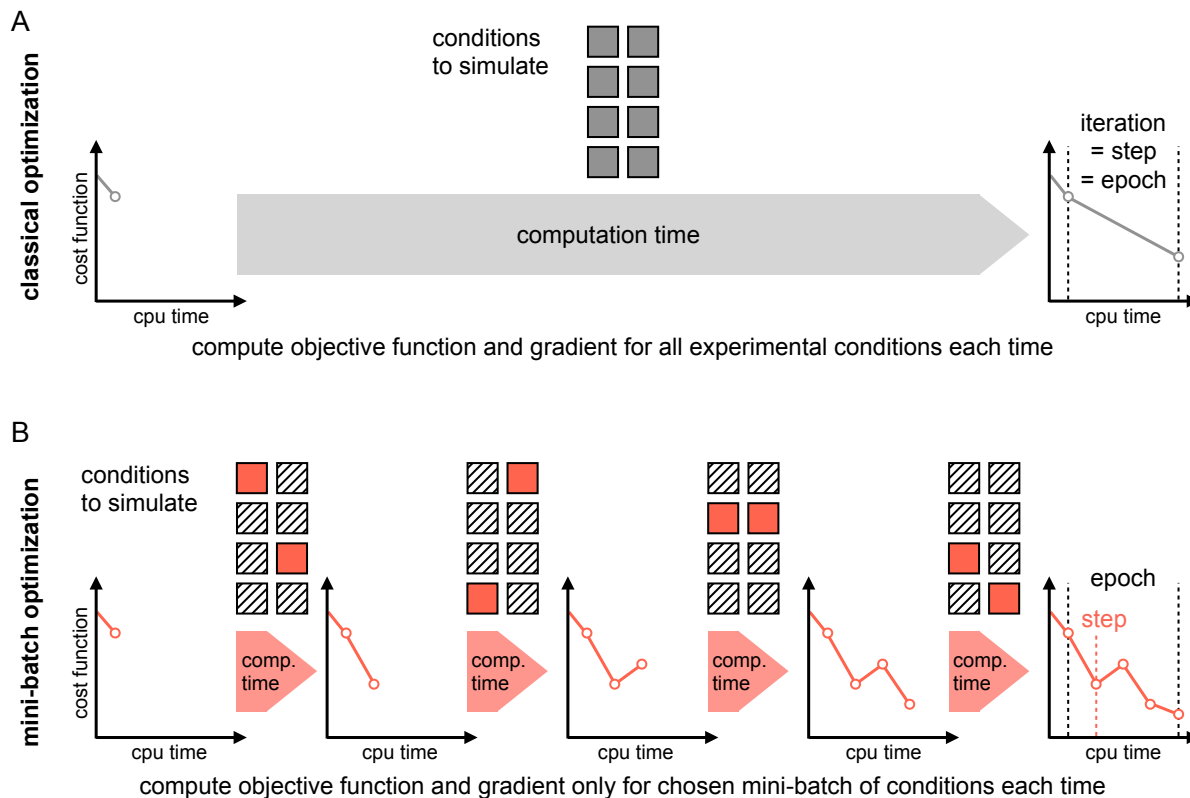 A
classical optimization
conditions
to simulate
cost function
cpu time
computation time
iteration
= step
= epoch
cpu time
compute objective function and gradient for all experimental conditions each time
B
mini-batch optimization
conditions
to simulate
cost function
cpu time
comp.
time
cpu time
comp.
time
cpu time
comp.
time
cpu time
comp.
time
epoch
step
cpu time
compute objective function and gradient only for chosen mini-batch of conditions each time